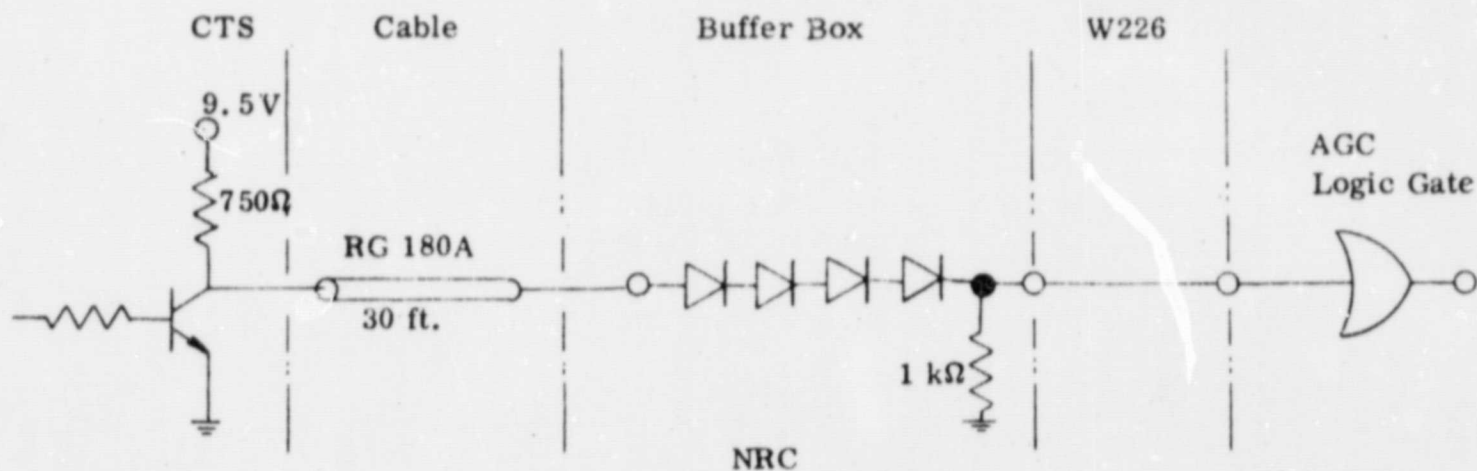 CTS
Cable
Buffer Box
W226
9.5V
750Ω
AGC
Logic Gate
RG 180A
30 ft.
1 kΩ
NRC